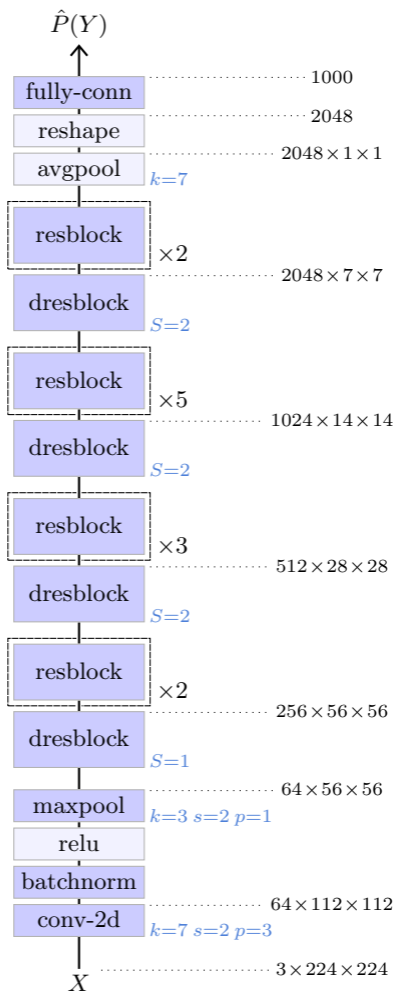 P̂(Y)
1000
fully-conn
2048
reshape
2048 × 1 × 1
avgpool
k=7
resblock
×2
2048 × 7 × 7
dresblock
S=2
resblock
×5
1024 × 14 × 14
dresblock
S=2
resblock
×3
512 × 28 × 28
dresblock
S=2
resblock
×2
256 × 56 × 56
dresblock
S=1
64 × 56 × 56
maxpool
k=3 s=2 p=1
relu
batchnorm
64 × 112 × 112
conv-2d
k=7 s=2 p=3
3 × 224 × 224
X